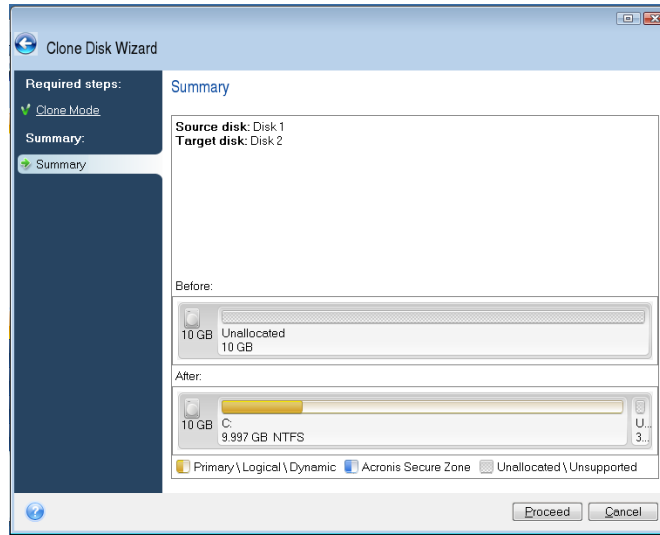 Clone Disk Wizard
Required steps:
Clone Mode
Summary:
Summary
Summary
Source disk: Disk 1
Target disk: Disk 2
Before:
10 GB
Unallocated
10 GB
After:
10 GB
C:
9.997 GB NTFS
U...
3...
Primary \ Logical \ Dynamic Acronis Secure Zone Unallocated \ Unsupported
? Proceed Cancel